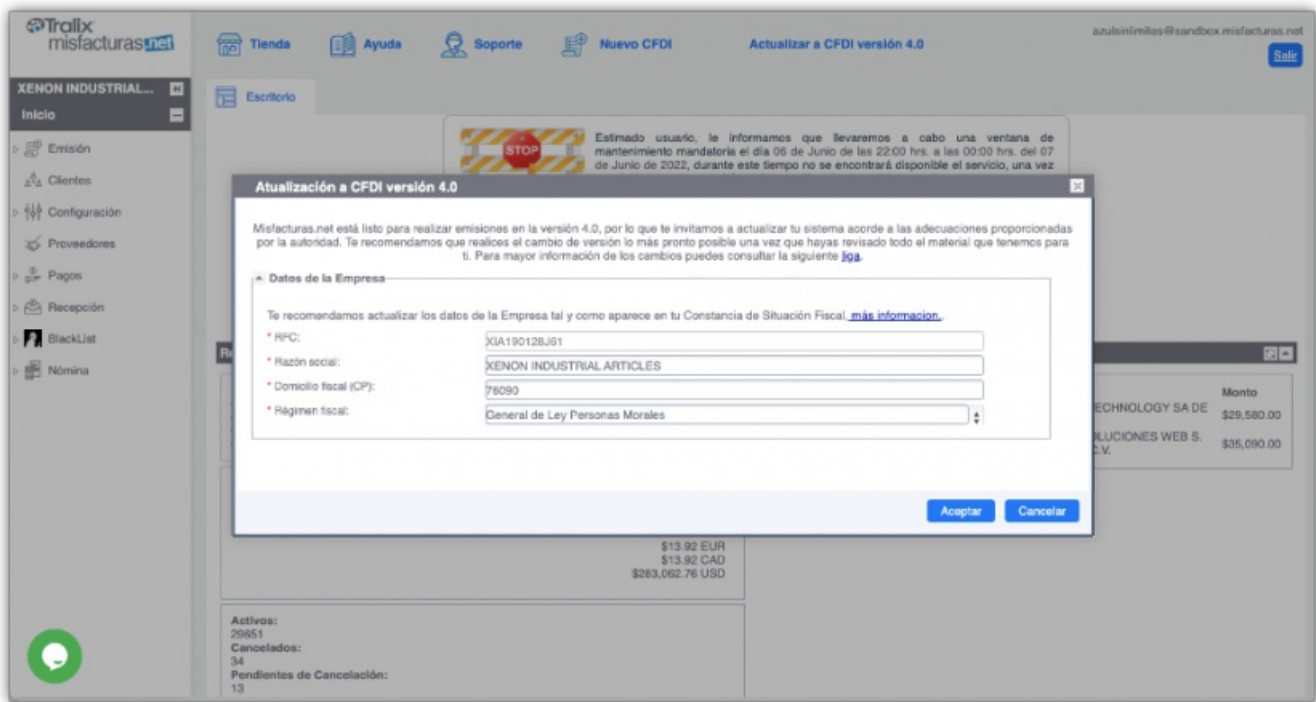 Tralix
misfacturas.net
Tienda
Ayuda
Soporte
Nuevo CFDI
Actualizar a CFDI versión 4.0
azulsinlimites@sandbox.misfacturas.net
Salir
XENON INDUSTRIAL...
Inicio
Emisión
Clientes
Configuración
Proveedores
Pagos
Recepción
BlackList
Nómina
Escritorio
STOP
Estimado usuario, le informamos que llevaremos a cabo una ventana de
mantenimiento mandatoria el día 06 de Junio de las 22:00 hrs. a las 00:00 hrs. del 07
de Junio de 2022, durante este tiempo no se encontrará disponible el servicio, una vez
Atualización a CFDI versión 4.0
Misfacturas.net está listo para realizar emisiones en la versión 4.0, por lo que te invitamos a actualizar tu sistema acorde a las adecuaciones proporcionadas
por la autoridad. Te recomendamos que realices el cambio de versión lo más pronto posible una vez que hayas revisado todo el material que tenemos para
ti. Para mayor información de los cambios puedes consultar la siguiente liga.
Datos de la Empresa
Te recomendamos actualizar los datos de la Empresa tal y como aparece en tu Constancia de Situación Fiscal, más informacion..
* RFC:
XIA190128J61
* Razón social:
XENON INDUSTRIAL ARTICLES
* Domicilio fiscal (CP):
76090
* Régimen fiscal:
General de Ley Personas Morales
Aceptar
Cancelar
Re
Monto
ECHNOLOGY SA DE
$29,580.00
OLUCIONES WEB S.
C.V.
$35,090.00
$13.92 EUR
$13.92 CAD
$283,062.76 USD
Activos:
29651
Cancelados:
34
Pendientes de Cancelación:
13